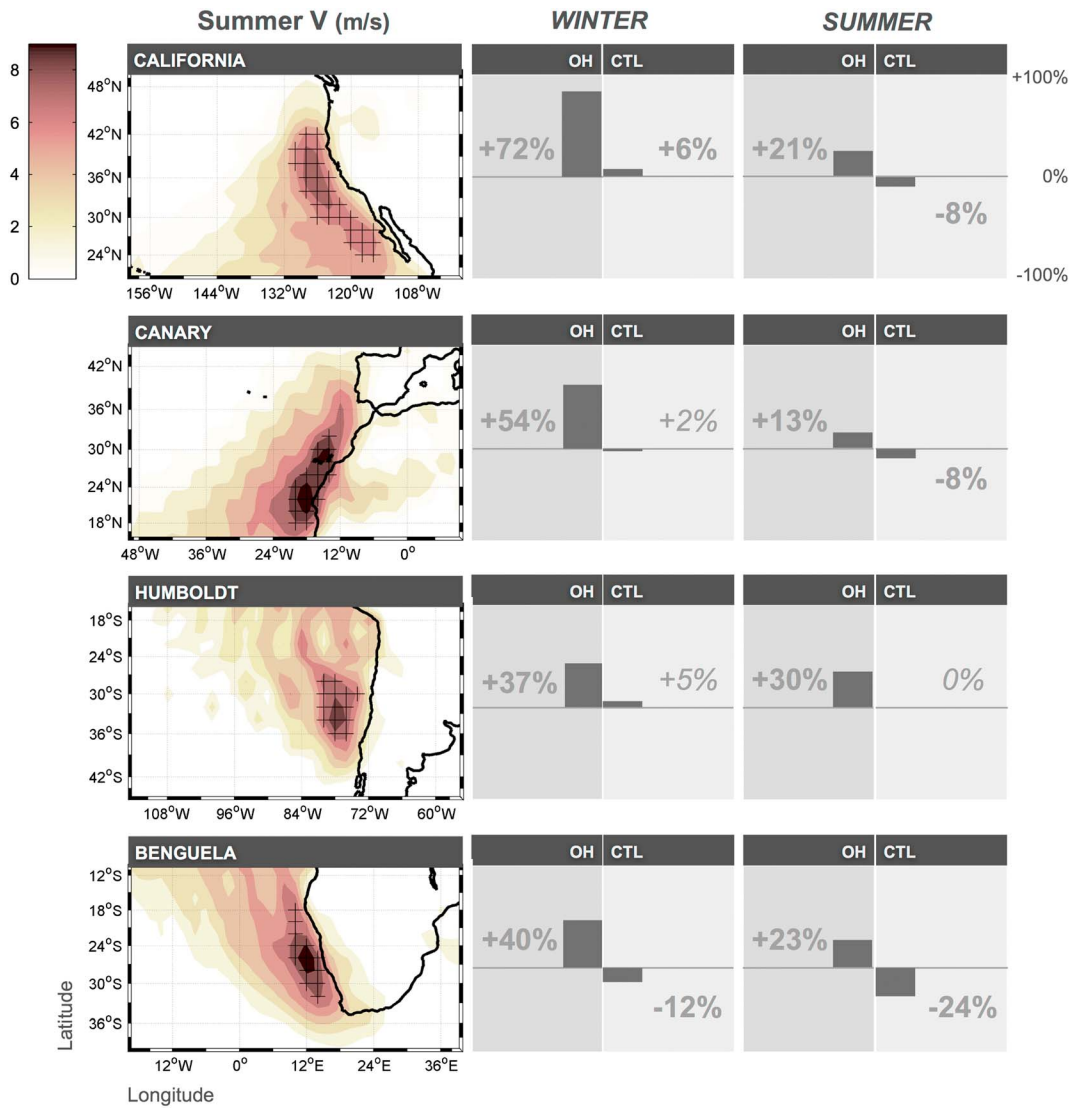 Summer V (m/s) WINTER SUMMER
CALIFORNIA OH CTL OH CTL
8
6
4
2
0
48°N
42°N
36°N
30°N
24°N
156°W 144°W 132°W 120°W 108°W
+72% +6% +21% -8%
+100%
0%
-100%
CANARY OH CTL OH CTL
42°N
36°N
30°N
24°N
18°N
48°W 36°W 24°W 12°W 0°
+54% +2% +13% -8%
HUMBOLDT OH CTL OH CTL
18°S
24°S
30°S
36°S
42°S
108°W 96°W 84°W 72°W 60°W
+37% +5% +30% 0%
BENGUELA OH CTL OH CTL
12°S
18°S
24°S
30°S
36°S
12°W 0° 12°E 24°E 36°E
+40% -12% +23% -24%
Latitude
Longitude